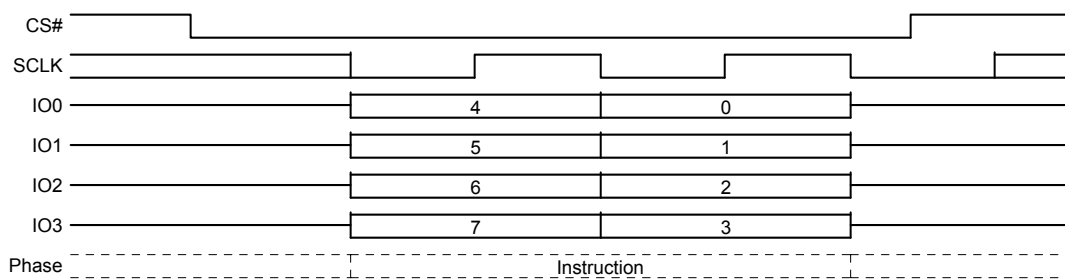 CS#
SCLK
IO0 4 0
IO1 5 1
IO2 6 2
IO3 7 3
Phase Instruction